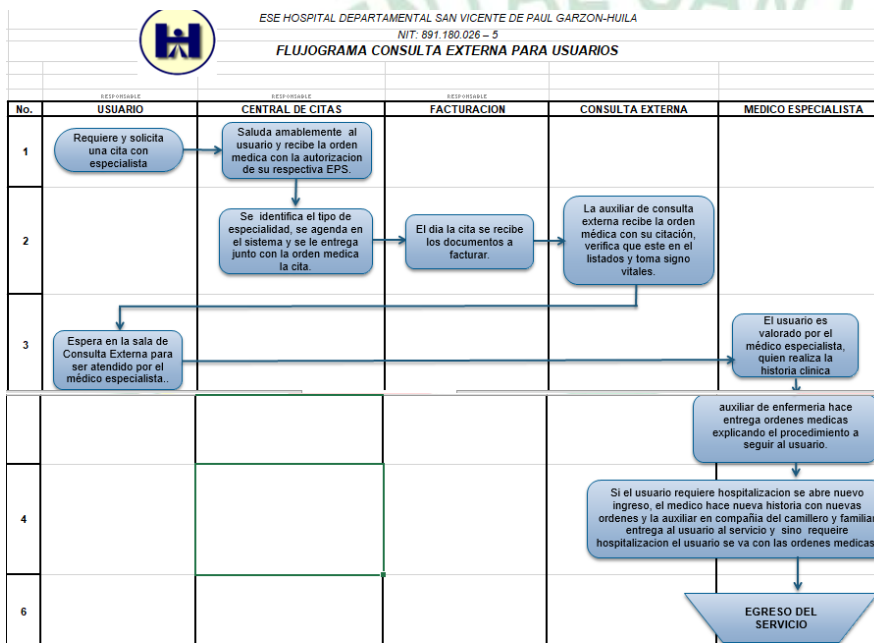 ESE HOSPITAL DEPARTAMENTAL SAN VICENTE DE PAUL GARZON-HUILA
NIT: 891.180.026 – 5
FLUJOGRAMA CONSULTA EXTERNA PARA USUARIOS
RESPONSABLE
RESPONSABLE
RESPONSABLE
No.
USUARIO
CENTRAL DE CITAS
FACTURACION
CONSULTA EXTERNA
MEDICO ESPECIALISTA
1
Requiere y solicita
una cita con
especialista
Saluda amablemente al
usuario y recibe la orden
medica con la autorizacion
de su respectiva EPS.
2
Se identifica el tipo de
especialidad, se agenda en
el sistema y se le entrega
junto con la orden medica
la cita.
El dia la cita se recibe
los documentos a
facturar.
La auxiliar de consulta
externa recibe la orden
médica con su citación,
verifica que este en el
listados y toma signo
vitales.
3
Espera en la sala de
Consulta Externa para
ser atendido por el
médico especialista..
El usuario es
valorado por el
médico especialista,
quien realiza la
historia clinica
auxiliar de enfermeria hace
entrega ordenes medicas
explicando el procedimiento a
seguir al usuario.
4
Si el usuario requiere hospitalizacion se abre nuevo
ingreso, el medico hace nueva historia con nuevas
ordenes y la auxiliar en compañia del camillero y familiar
entrega al usuario al servicio y sino requeire
hospitalizacion el usuario se va con las ordenes medicas
6
EGRESO DEL
SERVICIO